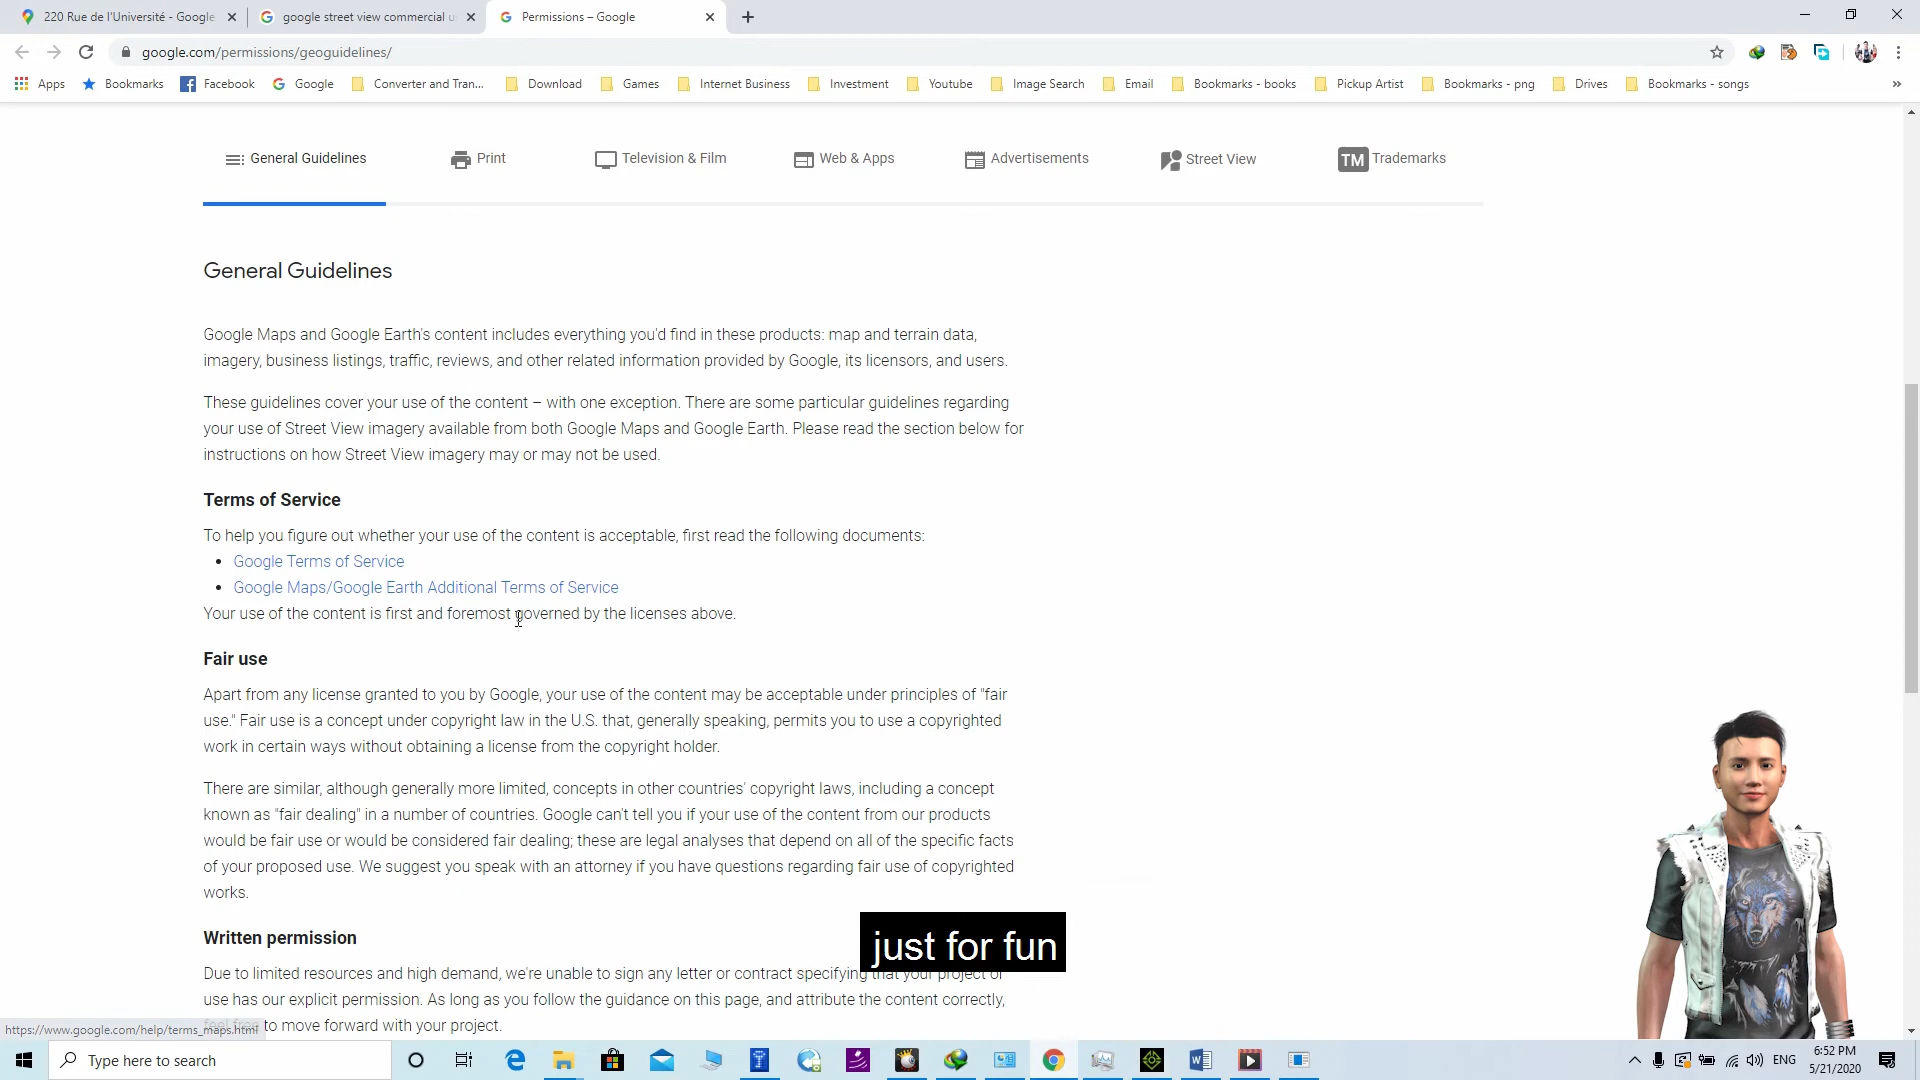 220 Rue de l'Université - Google
google street view commercial u
Permissions – Google
google.com/permissions/geoguidelines/
Apps
Bookmarks
Facebook
Google
Converter and Tran...
Download
Games
Internet Business
Investment
Youtube
Image Search
Email
Bookmarks - books
Pickup Artist
Bookmarks - png
Drives
Bookmarks - songs
»
General Guidelines
Print
Television & Film
Web & Apps
Advertisements
Street View
TM Trademarks
General Guidelines
Google Maps and Google Earth's content includes everything you'd find in these products: map and terrain data,
imagery, business listings, traffic, reviews, and other related information provided by Google, its licensors, and users.
These guidelines cover your use of the content – with one exception. There are some particular guidelines regarding
your use of Street View imagery available from both Google Maps and Google Earth. Please read the section below for
instructions on how Street View imagery may or may not be used.
Terms of Service
To help you figure out whether your use of the content is acceptable, first read the following documents:
• Google Terms of Service
• Google Maps/Google Earth Additional Terms of Service
Your use of the content is first and foremost governed by the licenses above.
Fair use
Apart from any license granted to you by Google, your use of the content may be acceptable under principles of "fair
use." Fair use is a concept under copyright law in the U.S. that, generally speaking, permits you to use a copyrighted
work in certain ways without obtaining a license from the copyright holder.
There are similar, although generally more limited, concepts in other countries' copyright laws, including a concept
known as "fair dealing" in a number of countries. Google can't tell you if your use of the content from our products
would be fair use or would be considered fair dealing; these are legal analyses that depend on all of the specific facts
of your proposed use. We suggest you speak with an attorney if you have questions regarding fair use of copyrighted
works.
Written permission
just for fun
Due to limited resources and high demand, we're unable to sign any letter or contract specifying that your project or
use has our explicit permission. As long as you follow the guidance on this page, and attribute the content correctly,
feel free to move forward with your project.
https://www.google.com/help/terms_maps.html
Type here to search
ENG
6:52 PM
5/21/2020